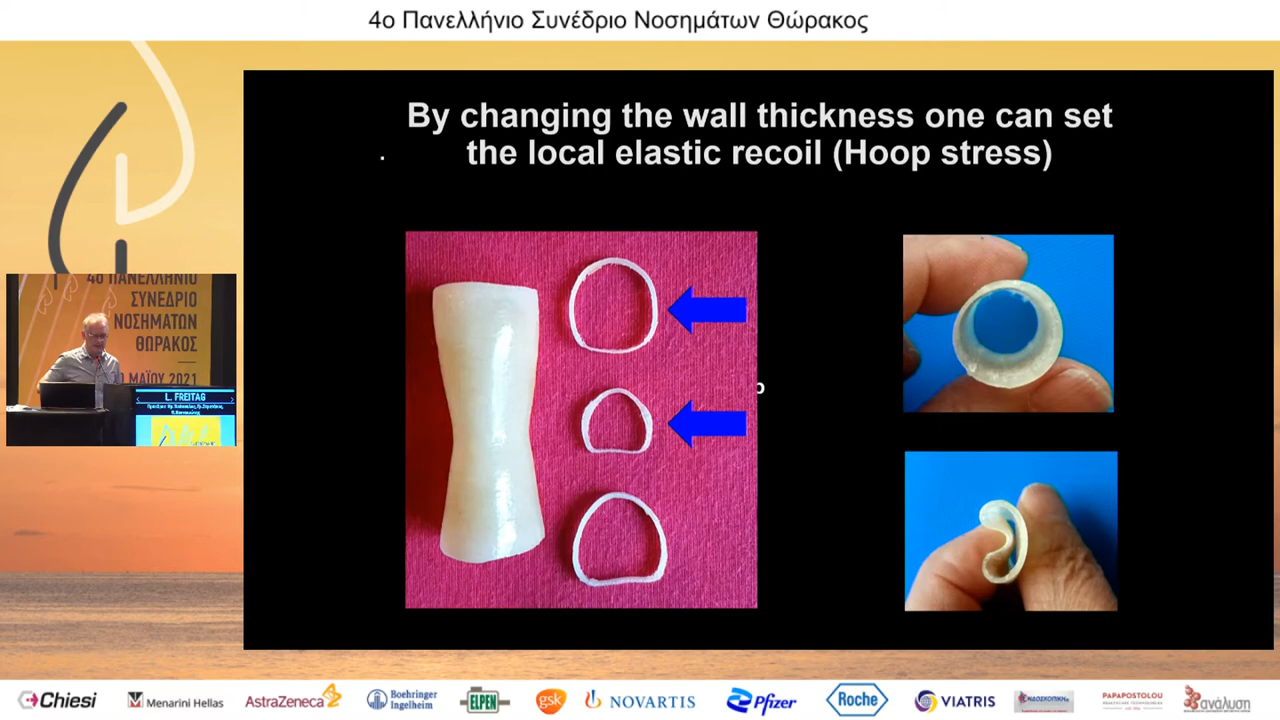 4ο Πανελλήνιο Συνέδριο Νοσημάτων Θώρακος
By changing the wall thickness one can set
the local elastic recoil (Hoop stress)
.
p
4ο ΠΑΝΕΛΛΗΝΙΟ
ΣΥΝΕΔΡΙΟ
ΝΟΣΗΜΑΤΩΝ
ΘΩΡΑΚΟΣ
ΜΑΪΟΥ 2021
L. FREITAG
Chiesi
Menarini Hellas
AstraZeneca
Boehringer
Ingelheim
ELPEN
gsk
NOVARTIS
Pfizer
Roche
VIATRIS
ΕΝΔΟΣΚΟΠΙΚΗ
PAPAPOSTOLOU
βανάλυση